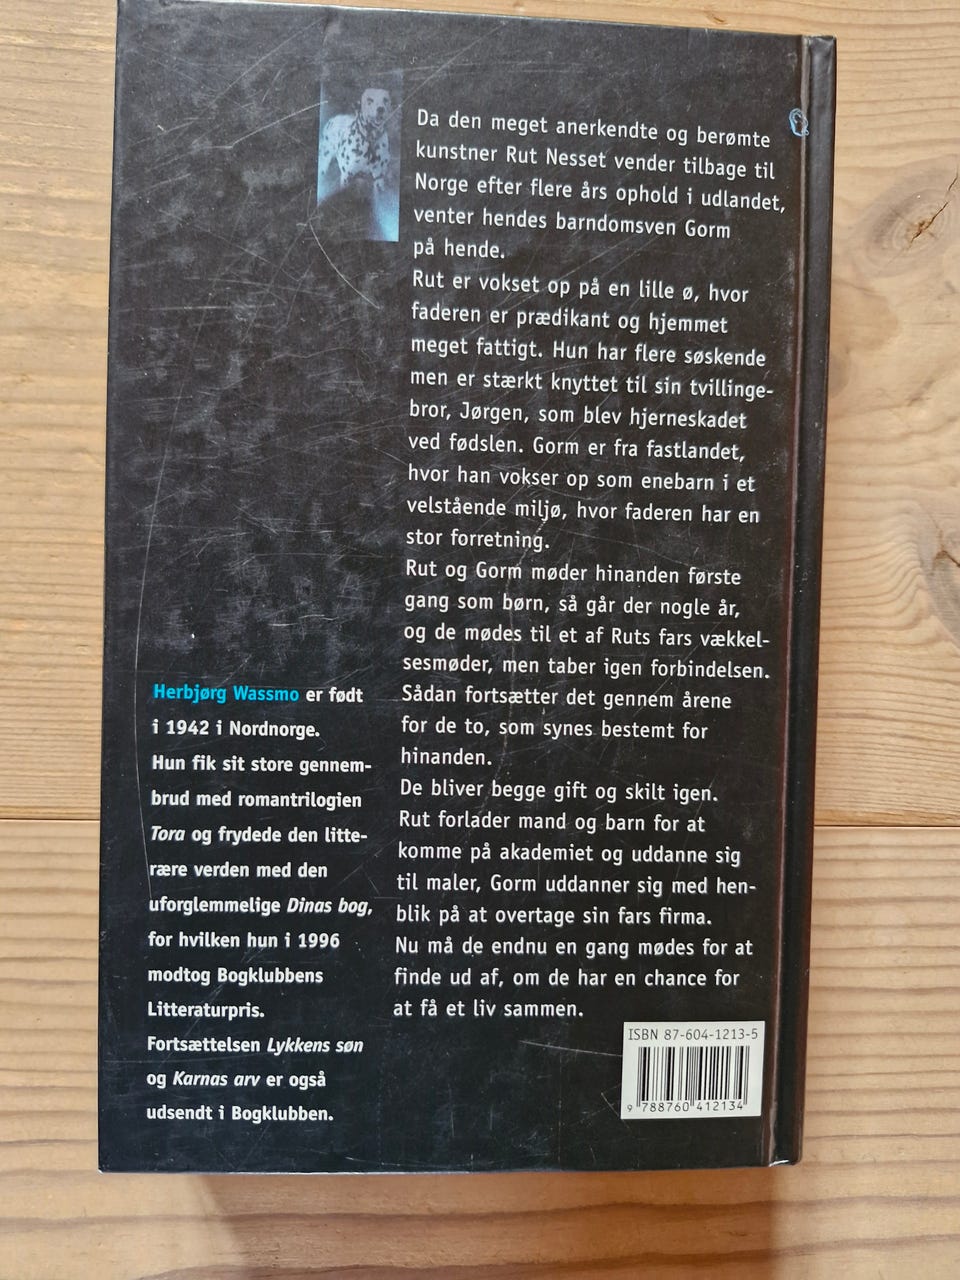 Da den meget anerkendte og berømte
kunstner Rut Nesset vender tilbage til
Norge efter flere års ophold i udlandet,
venter hendes barndomsven Gorm
på hende.
Rut er vokset op på en lille ø, hvor
faderen er prædikant og hjemmet
meget fattigt. Hun har flere søskende
men er stærkt knyttet til sin tvillinge-
bror, Jørgen, som blev hjerneskadet
ved fødslen. Gorm er fra fastlandet,
hvor han vokser op som enebarn i et
velstående miljø, hvor faderen har en
stor forretning.
Rut og Gorm møder hinanden første
gang som børn, så går der nogle år,
og de mødes til et af Ruts fars vækkel-
sesmøder, men taber igen forbindelsen.
Sådan fortsætter det gennem årene
for de to, som synes bestemt for
hinanden.
De bliver begge gift og skilt igen.
Rut forlader mand og barn for at
komme på akademiet og uddanne sig
til maler, Gorm uddanner sig med hen-
blik på at overtage sin fars firma.
Nu må de endnu en gang mødes for at
finde ud af, om de har en chance for
at få et liv sammen.
Herbjørg Wassmo er født
i 1942 i Nordnorge.
Hun fik sit store gennem-
brud med romantrilogien
Tora og frydede den litte-
rære verden med den
uforglemmelige Dinas bog,
for hvilken hun i 1996
modtog Bogklubbens
Litteraturpris.
Fortsættelsen Lykkens søn
og Karnas arv er også
udsendt i Bogklubben.
ISBN 87-604-1213-5
9 788760 412134